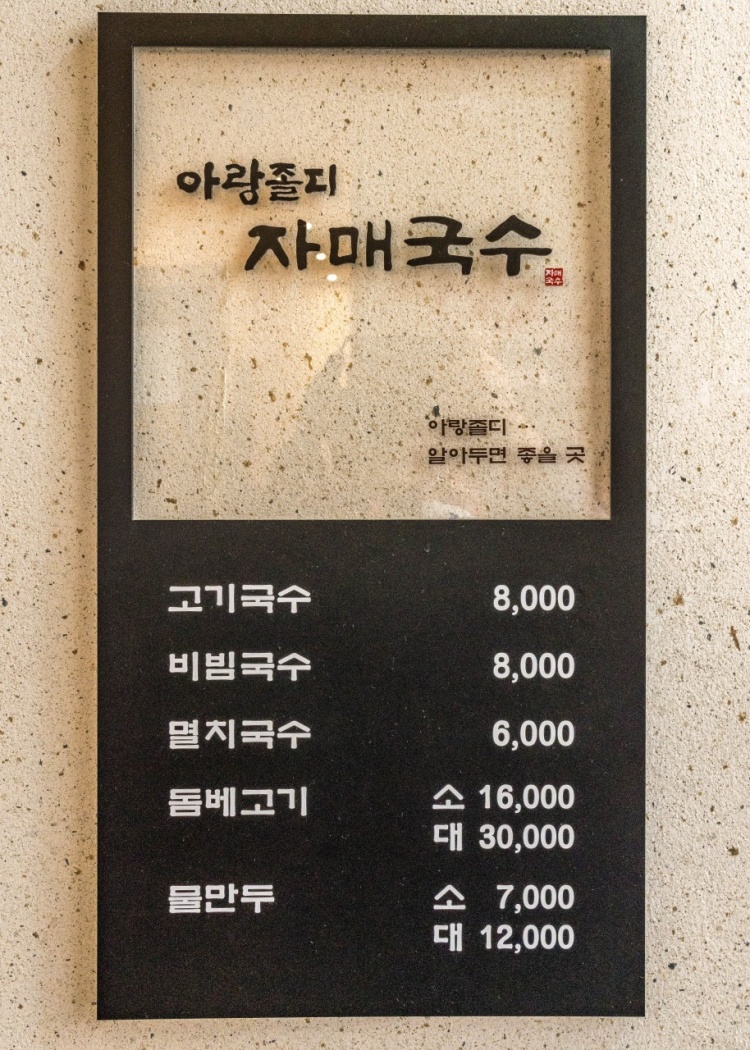 아랑졸디
자매국수
자매
국수
아랑졸디 ...
알아두면 좋을 곳
고기국수 8,000
비빔국수 8,000
멸치국수 6,000
돔베고기 소 16,000
대 30,000
물만두 소 7,000
대 12,000